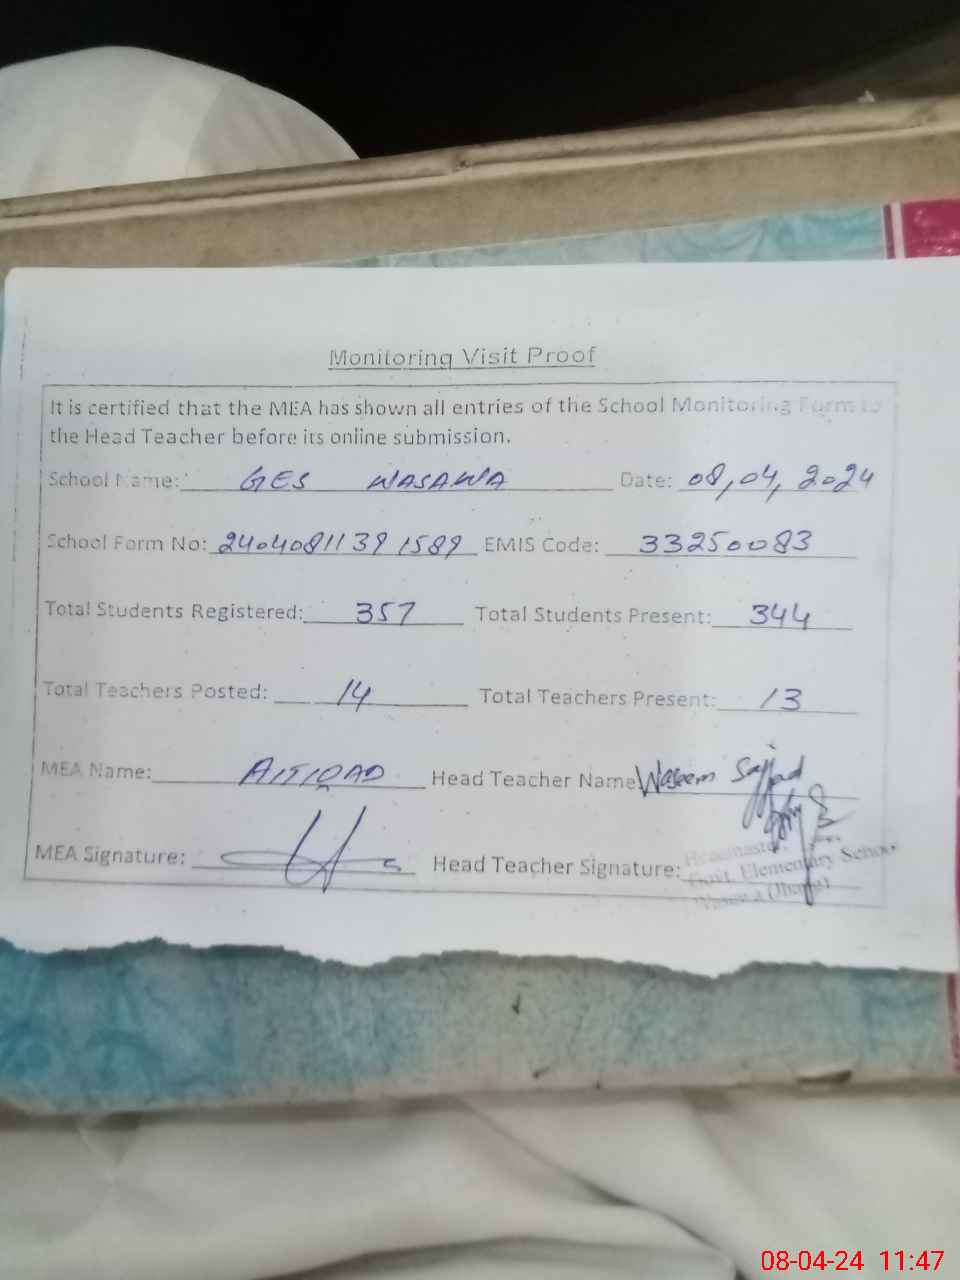 Monitoring Visit Proof
It is certified that the MEA has shown all entries of the School Monitoring Form to
the Head Teacher before its online submission.
School Name: GES WASAWA Date: 08,04,2024
School Form No: 24040811391589 EMIS Code: 33250083
Total Students Registered: 357 Total Students Present: 344
Total Teachers Posted: 14 Total Teachers Present: 13
MEA Name: AITIQAD Head Teacher Name Waseem Sajjad
MEA Signature: Head Teacher Signature:
Headmaster
Govt. Elementary School
08-04-24 11:47